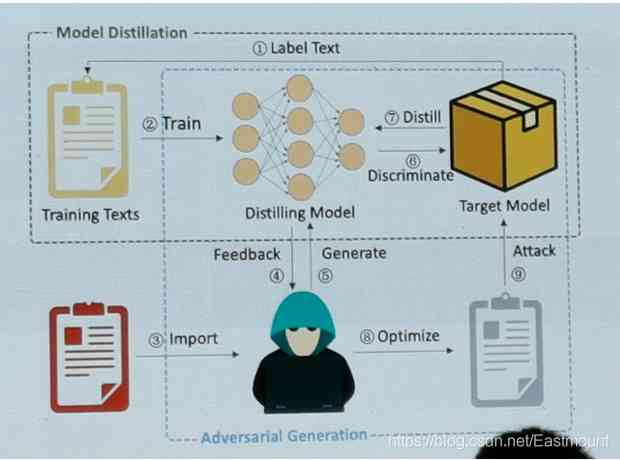 Model Distillation
① Label Text
② Train
⑦ Distill
⑥
Discriminate
Training Texts
Distilling Model
Target Model
Feedback
④
Generate
⑤
Attack
⑨
③ Import
⑧ Optimize
Adversarial Generation
https://blog.csdn.net/Eastmount